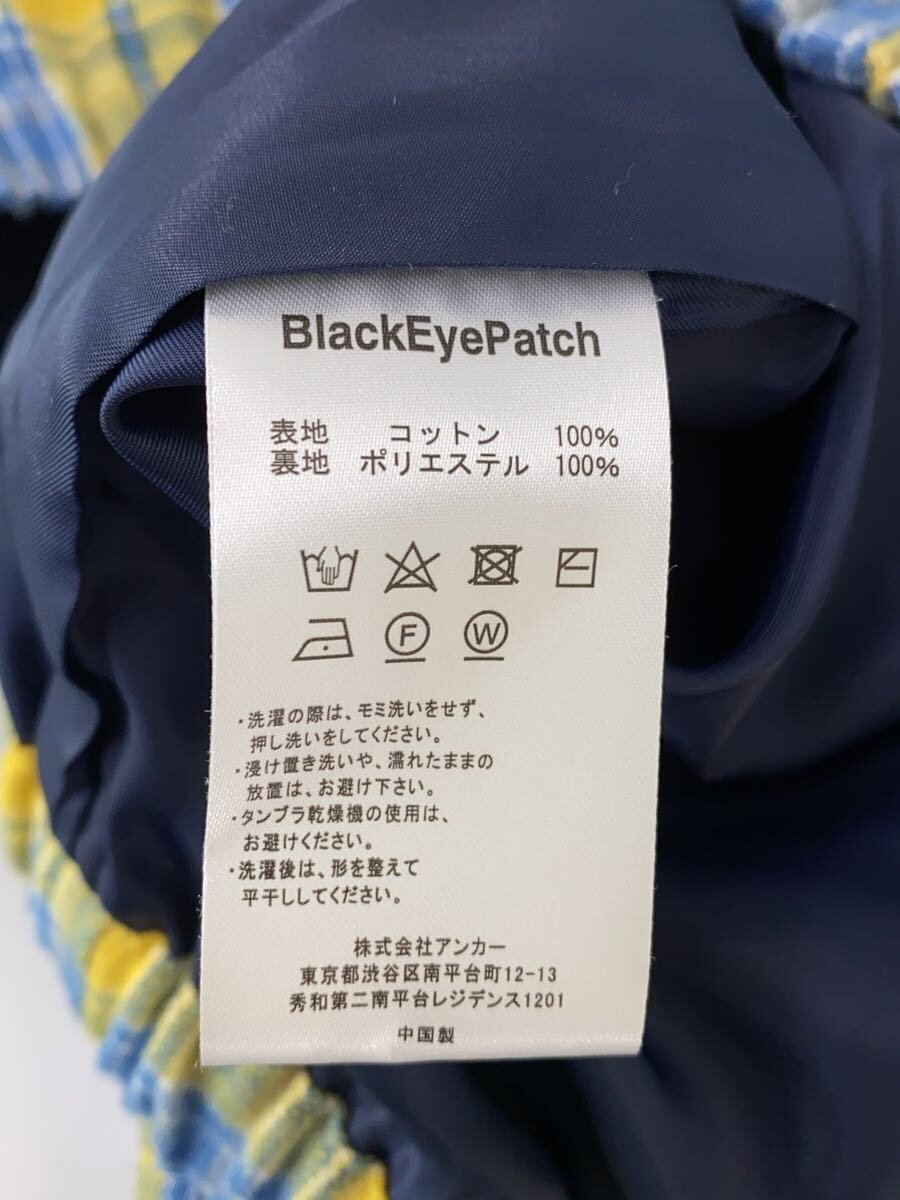 BlackEyePatch
表地 コットン 100%
裏地 ポリエステル 100%
F W
・洗濯の際は、モミ洗いをせず、
押し洗いをしてください。
・浸け置き洗いや、濡れたままの
放置は、お避け下さい。
・タンブラ乾燥機の使用は、
お避けください。
・洗濯後は、形を整えて
平干ししてください。
株式会社アンカー
東京都渋谷区南平台町12-13
秀和第二南平台レジデンス1201
中国製